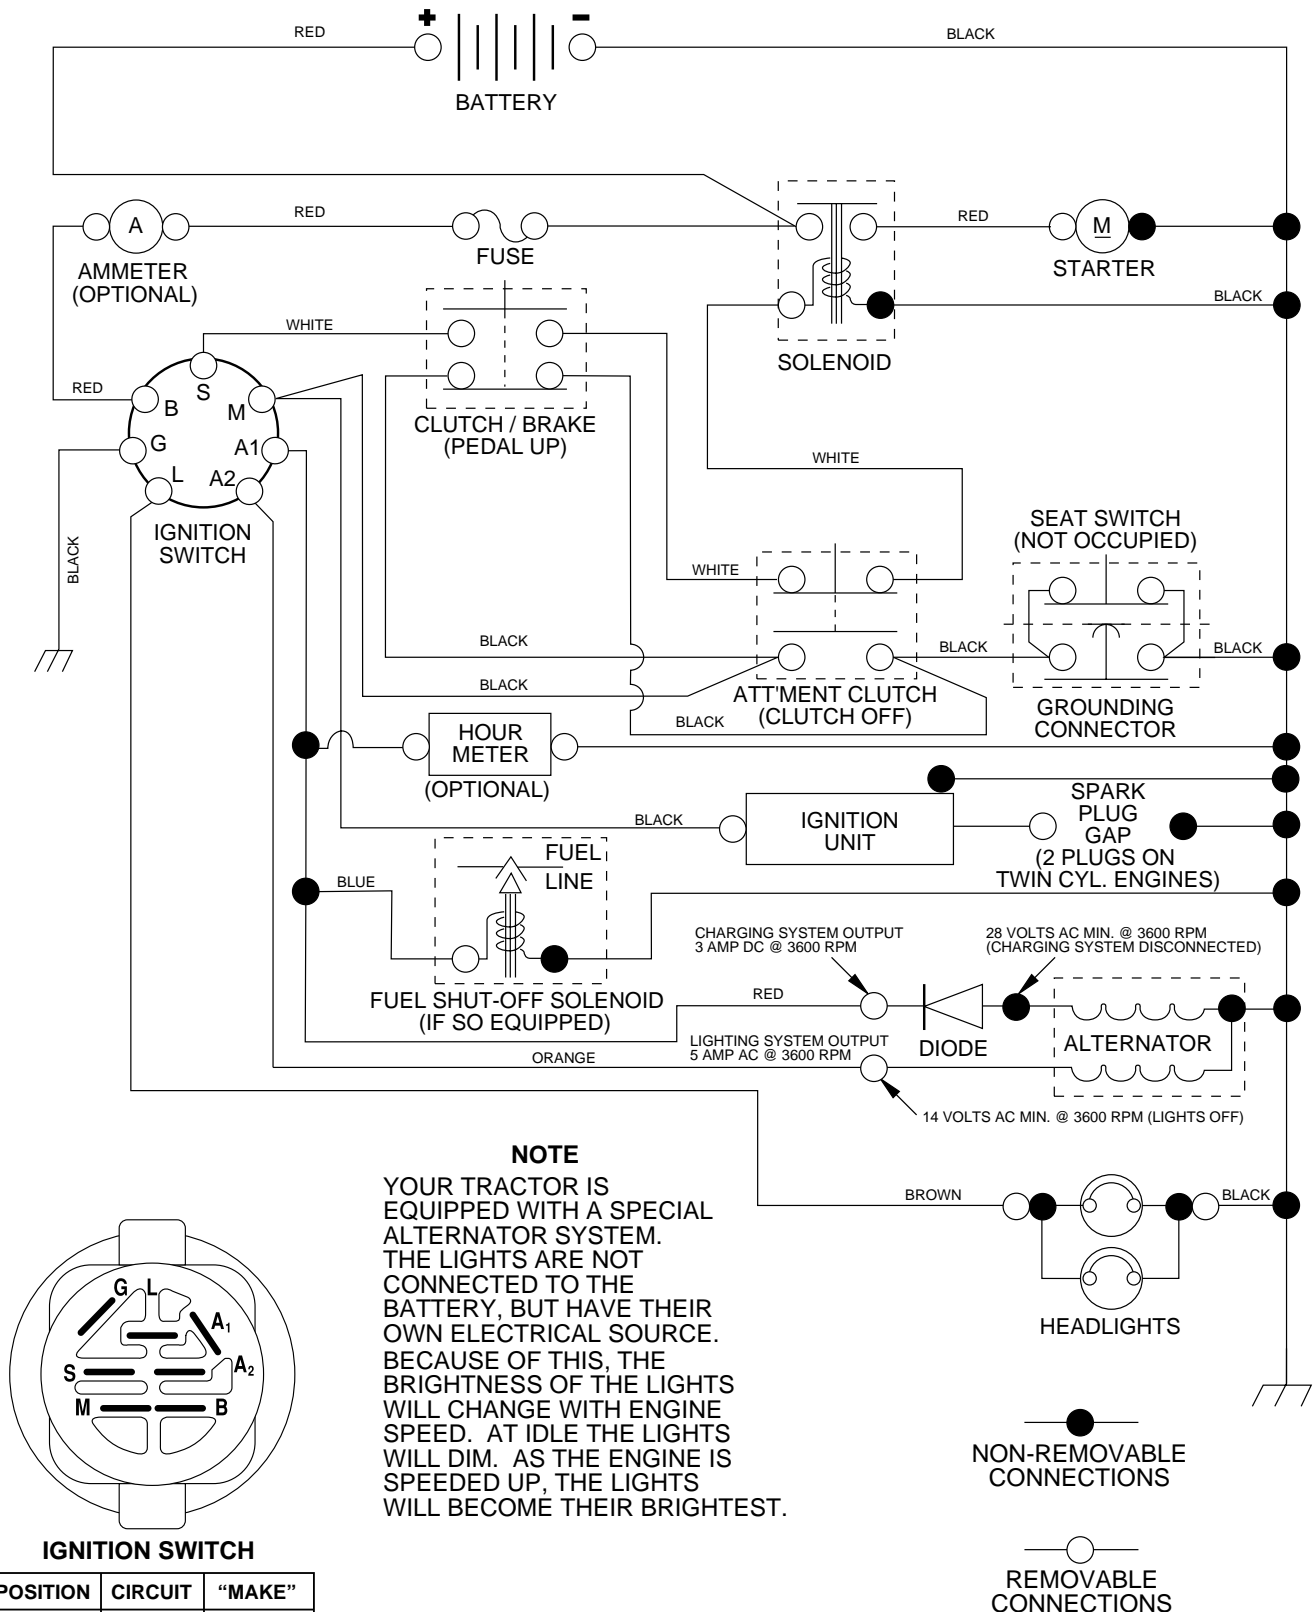 + -
RED
BLACK
BATTERY
RED
RED
A
M
FUSE
STARTER
AMMETER
(OPTIONAL)
BLACK
WHITE
SOLENOID
RED
S
B
M
G
A1
L
A2
CLUTCH / BRAKE
(PEDAL UP)
WHITE
IGNITION
SWITCH
BLACK
SEAT SWITCH
(NOT OCCUPIED)
WHITE
BLACK
BLACK
BLACK
BLACK
ATT'MENT CLUTCH
(CLUTCH OFF)
GROUNDING
CONNECTOR
BLACK
HOUR
METER
(OPTIONAL)
BLACK
IGNITION
UNIT
SPARK
PLUG
GAP
(2 PLUGS ON
TWIN CYL. ENGINES)
FUEL
LINE
BLUE
CHARGING SYSTEM OUTPUT
3 AMP DC @ 3600 RPM
28 VOLTS AC MIN. @ 3600 RPM
(CHARGING SYSTEM DISCONNECTED)
FUEL SHUT-OFF SOLENOID
(IF SO EQUIPPED)
RED
DIODE
ALTERNATOR
LIGHTING SYSTEM OUTPUT
5 AMP AC @ 3600 RPM
ORANGE
14 VOLTS AC MIN. @ 3600 RPM (LIGHTS OFF)
NOTE
YOUR TRACTOR IS
EQUIPPED WITH A SPECIAL
ALTERNATOR SYSTEM.
THE LIGHTS ARE NOT
CONNECTED TO THE
BATTERY, BUT HAVE THEIR
OWN ELECTRICAL SOURCE.
BECAUSE OF THIS, THE
BRIGHTNESS OF THE LIGHTS
WILL CHANGE WITH ENGINE
SPEED. AT IDLE THE LIGHTS
WILL DIM. AS THE ENGINE IS
SPEEDED UP, THE LIGHTS
WILL BECOME THEIR BRIGHTEST.
BROWN
BLACK
HEADLIGHTS
G L
A1
A2
S
M
B
IGNITION SWITCH
POSITION CIRCUIT “MAKE”
NON-REMOVABLE
CONNECTIONS
REMOVABLE
CONNECTIONS